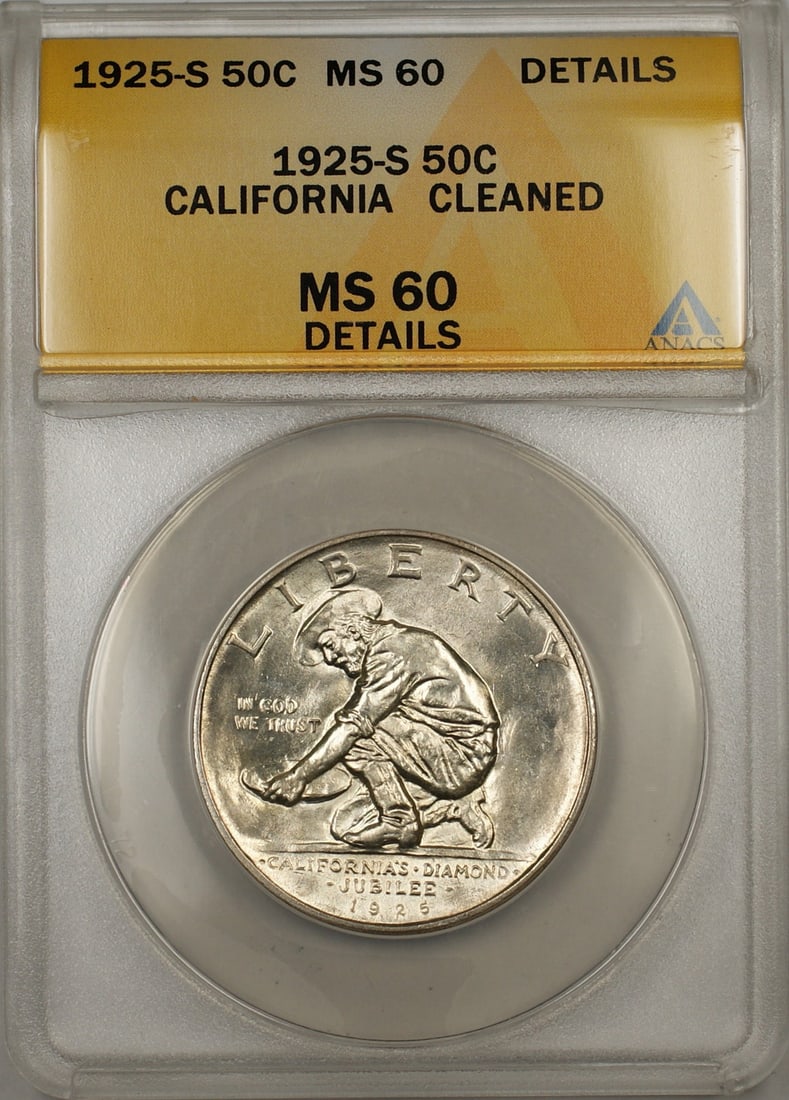 1925-S 50C MS 60 DETAILS
1925-S 50C
CALIFORNIA CLEANED
MS 60
DETAILS
ANACS
LIBERTY
IN GOD
WE TRUST
·CALIFORNIA'S·DIAMOND·
·JUBILEE·
1925